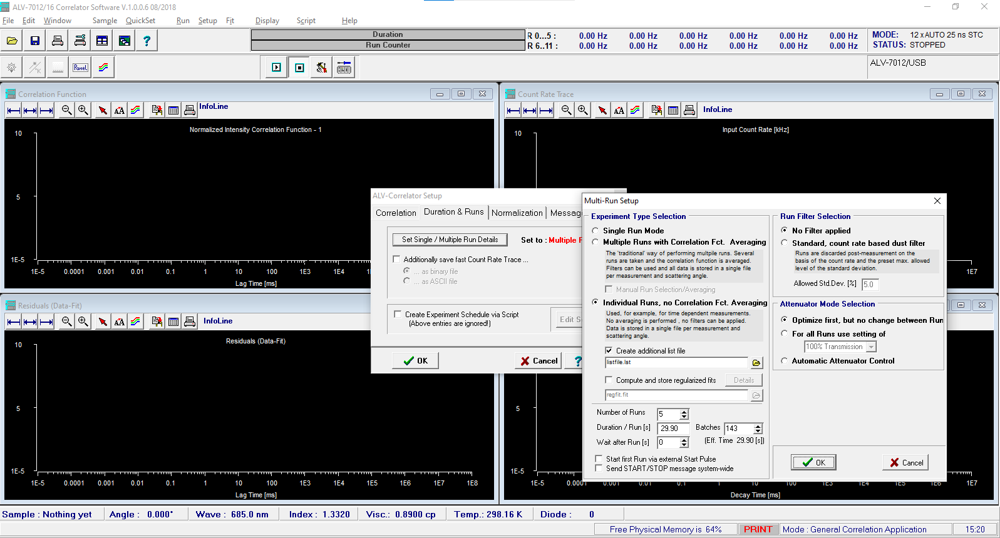 ALV-7012/16 Correlator Software V.1.0.0.6 08/2018
File Edit Window Sample QuickSet Run Setup Fit Display Script Help
Duration
Run Counter
R 0...5 : 0.00 Hz 0.00 Hz 0.00 Hz 0.00 Hz 0.00 Hz 0.00 Hz
R 6..11 : 0.00 Hz 0.00 Hz 0.00 Hz 0.00 Hz 0.00 Hz 0.00 Hz
MODE: 12 x AUTO 25 ns STC
STATUS: STOPPED
Panel
ALV-7012/USB
Correlation Function
InfoLine
Normalized Intensity Correlation Function - 1
10
5
1E-5
1E-5 0.0001 0.001 0.01 0.1 1 10 100 1E3 1E4
Lag Time [ms]
Count Rate Trace
InfoLine
Input Count Rate [kHz]
10
1E7
Residuals (Data-Fit)
InfoLine
Residuals (Data-Fit)
10
5
1E-5
1E-5 0.0001 0.001 0.01 0.1 1 10 100 1E3 1E4 1E5 1E6 1E7 1E8
Lag Time [ms]
5
1E-5
1E-5 0.0001 0.001 0.01 0.1 1 10 100 1E3 1E4 1E5 1E6 1E7
Decay Time [ms]
ALV-Correlator Setup
Correlation Duration & Runs Normalization Messag
Set Single / Multiple Run Details Set to : Multiple F
Additionally save fast Count Rate Trace ...
... as binary file
... as ASCII file
Create Experiment Schedule via Script
(Above entries are ignored!)
Edit S
OK Cancel
Multi-Run Setup
Experiment Type Selection
Single Run Mode
Multiple Runs with Correlation Fct. Averaging
The 'traditional' way of performing multpile runs. Several
runs are taken and the correlation function is averaged.
Filters can be used and all data is stored in a single file
per measurement and scattering angle.
Manual Run Selection/Averaging
Individual Runs, no Correlation Fct. Averaging
Used, for example, for time dependent measurements.
No averaging is performed , no filters can be applied.
Data is stored in a single file per measurement and
scattering angle.
Create additional list file
listfile.lst
Compute and store regularized fits Details
regfit.fit
Number of Runs 5
Duration / Run [s] 29.90 Batches 143
Wait after Run [s] 0 (Eff. Time 29.90 [s])
Start first Run via external Start Pulse
Send START/STOP message system-wide
Run Filter Selection
No Filter applied
Standard, count rate based dust filter
Runs are discarded post-measurement on the
basis of the count rate and the preset max. allowed
level of the standard deviation.
Allowed Std.Dev. [%] 5.0
Attenuator Mode Selection
Optimize first, but no change between Run
For all Runs use setting of
100% Transmission
Automatic Attenuator Control
OK Cancel
Sample : Nothing yet Angle : 0.000° Wave : 685.0 nm Index : 1.3320 Visc.: 0.8900 cp Temp.: 298.16 K Diode : 0
Free Physical Memory is 64% PRINT Mode : General Correlation Application 15:20